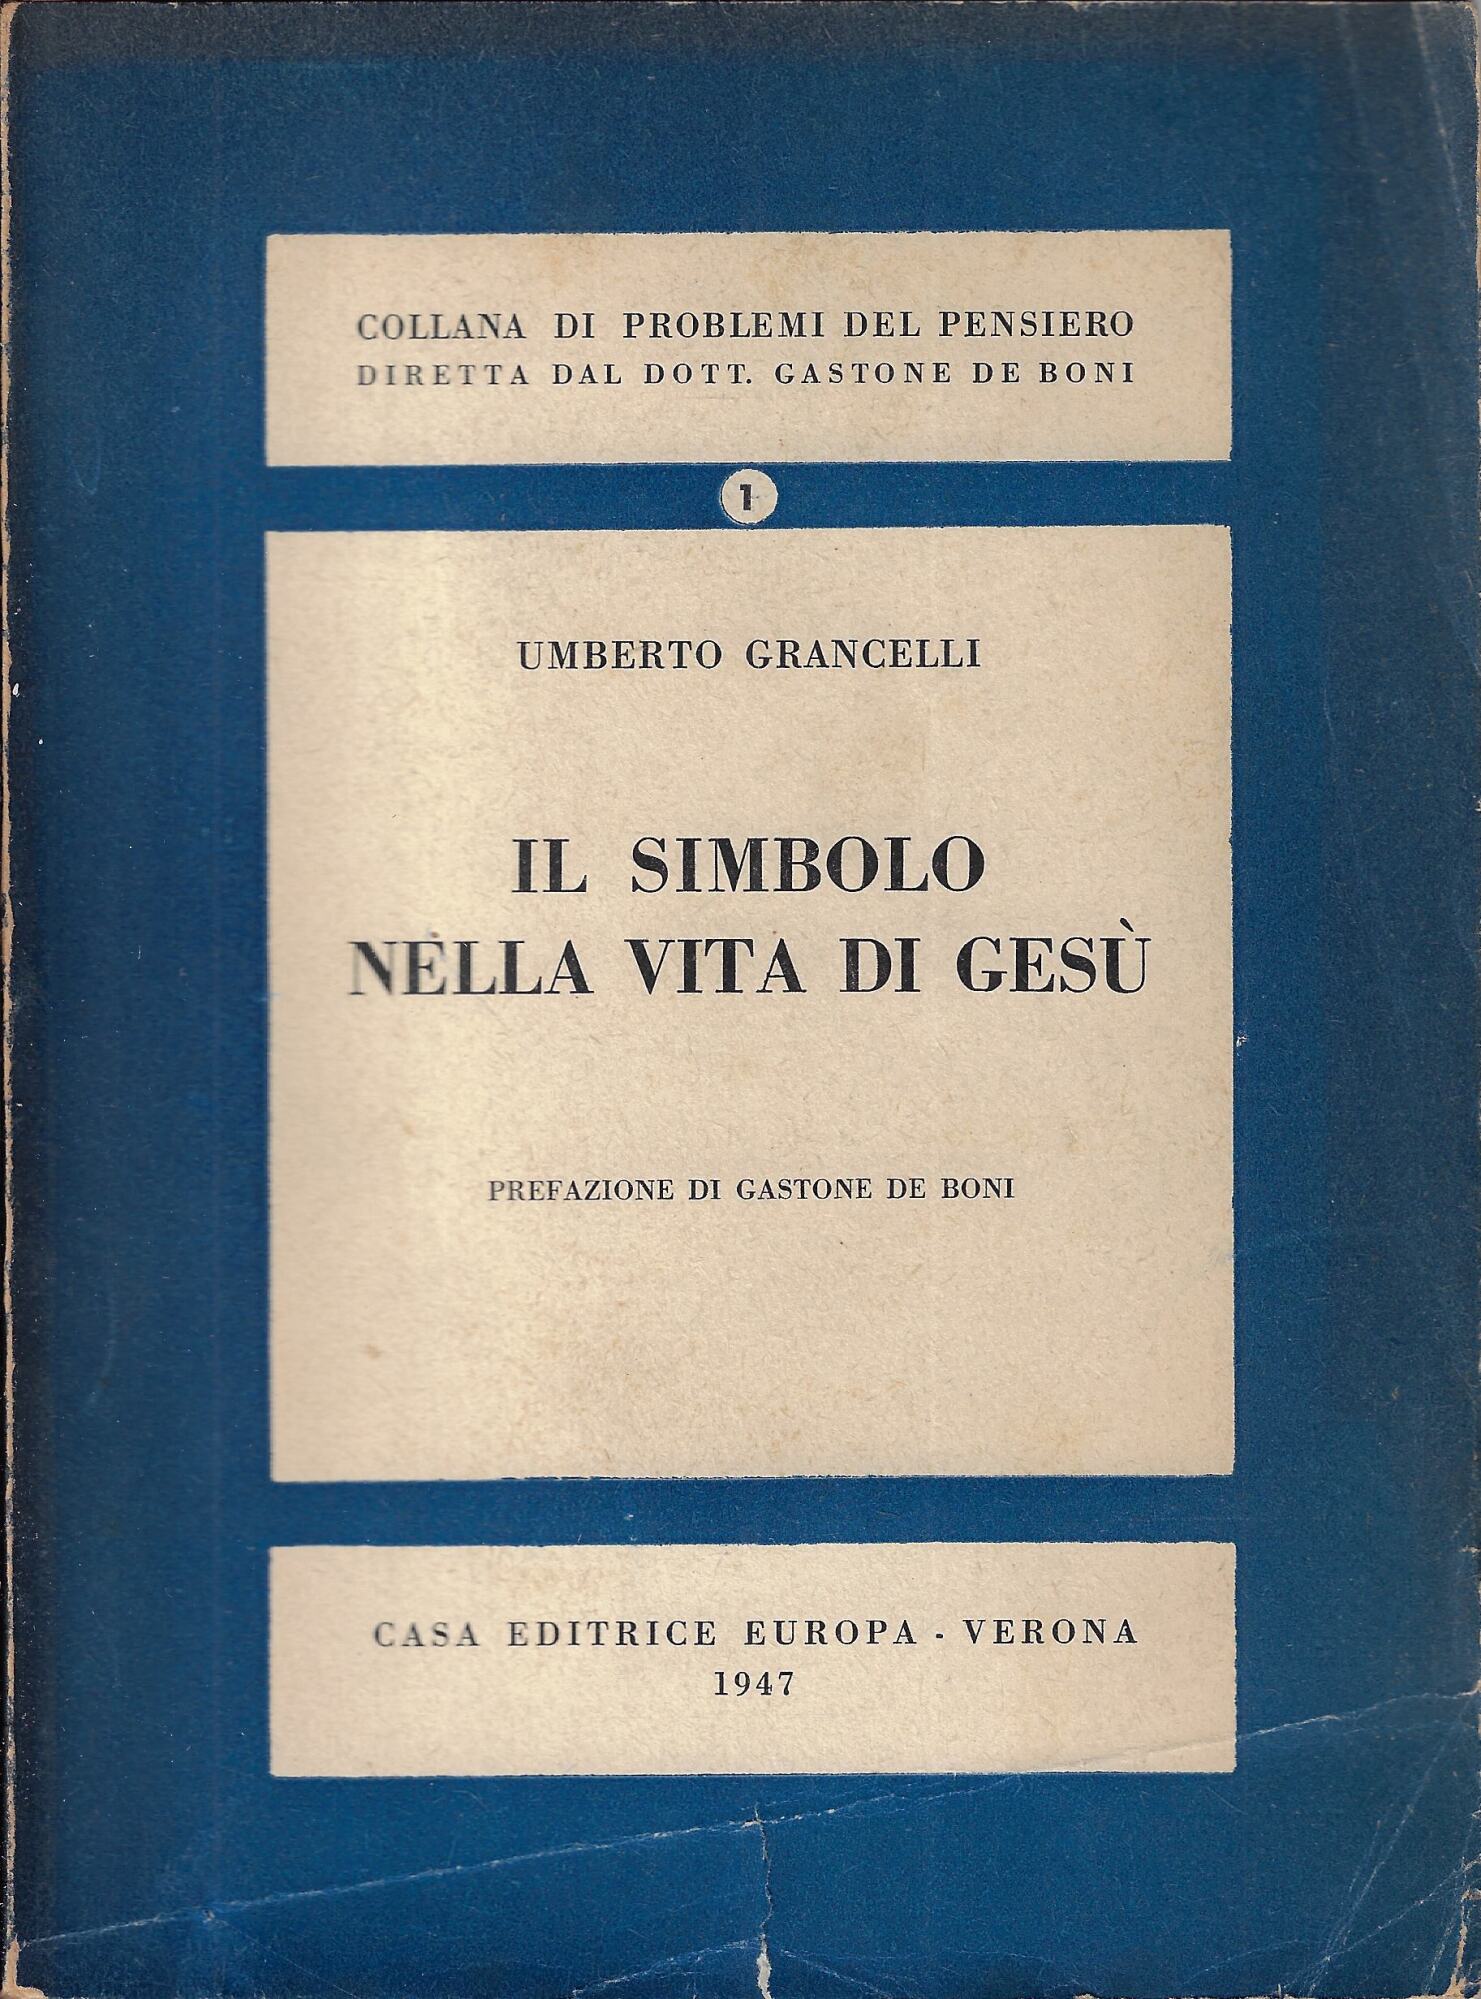 COLLANA DI PROBLEMI DEL PENSIERO
DIRETTA DAL DOTT. GASTONE DE BONI
1
UMBERTO GRANCELLI
IL SIMBOLO
NELLA VITA DI GESÙ
PREFAZIONE DI GASTONE DE BONI
CASA EDITRICE EUROPA - VERONA
1947